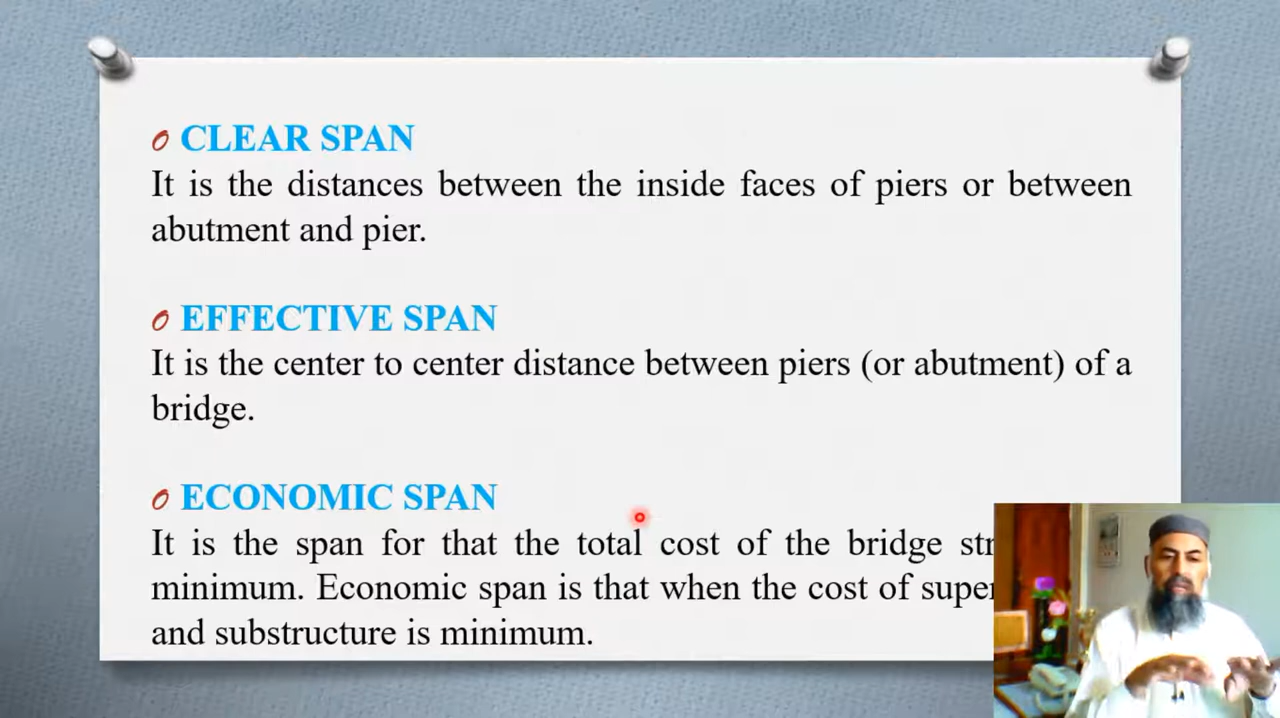 CLEAR SPAN
It is the distances between the inside faces of piers or between
abutment and pier.
EFFECTIVE SPAN
It is the center to center distance between piers (or abutment) of a
bridge.
ECONOMIC SPAN
It is the span for that the total cost of the bridge
minimum. Economic span is that when the cost of
and substructure is minimum.